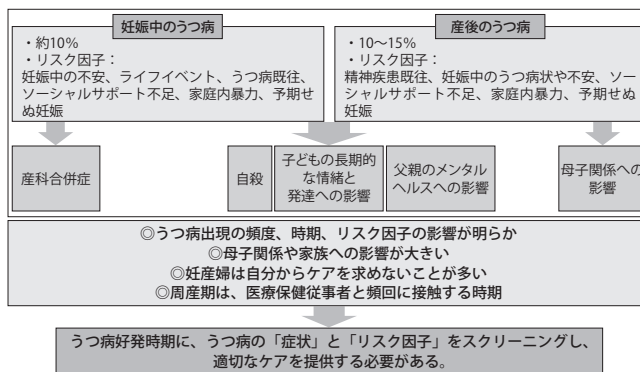 妊娠中のうつ病
・約10％
・リスク因子：
妊娠中の不安、ライフイベント、うつ病既往、
ソーシャルサポート不足、家庭内暴力、予期せ
ぬ妊娠
産後のうつ病
・10～15％
・リスク因子：
精神疾患既往、妊娠中のうつ病状や不安、ソー
シャルサポート不足、家庭内暴力、予期せぬ
妊娠
産科合併症
自殺
子どもの長期的
な情緒と
発達への影響
父親のメンタル
ヘルスへの影響
母子関係への
影響
◎うつ病出現の頻度、時期、リスク因子の影響が明らか
◎母子関係や家族への影響が大きい
◎妊産婦は自分からケアを求めないことが多い
◎周産期は、医療保健従事者と頻回に接触する時期
うつ病好発時期に、うつ病の「症状」と「リスク因子」をスクリーニングし、
適切なケアを提供する必要がある。